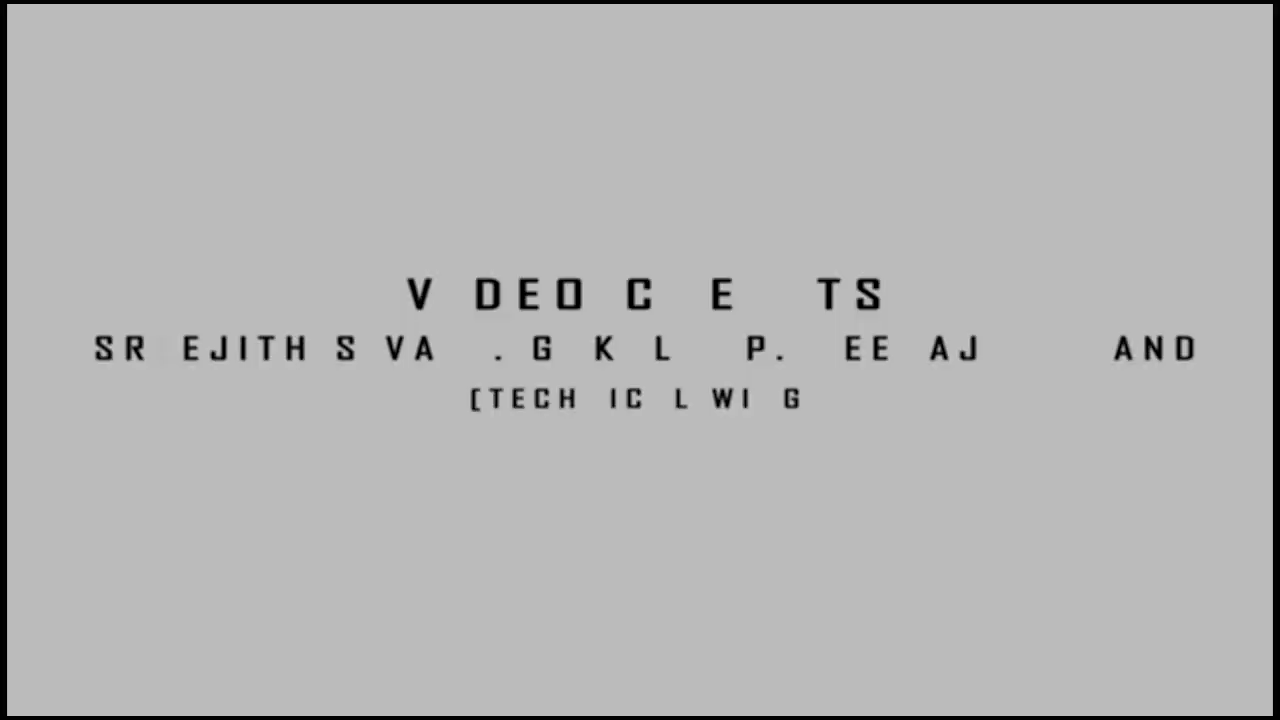 V DEO C E TS
SR EJITH S VA . G K L P. EE AJ AND
[TECH IC L WI G